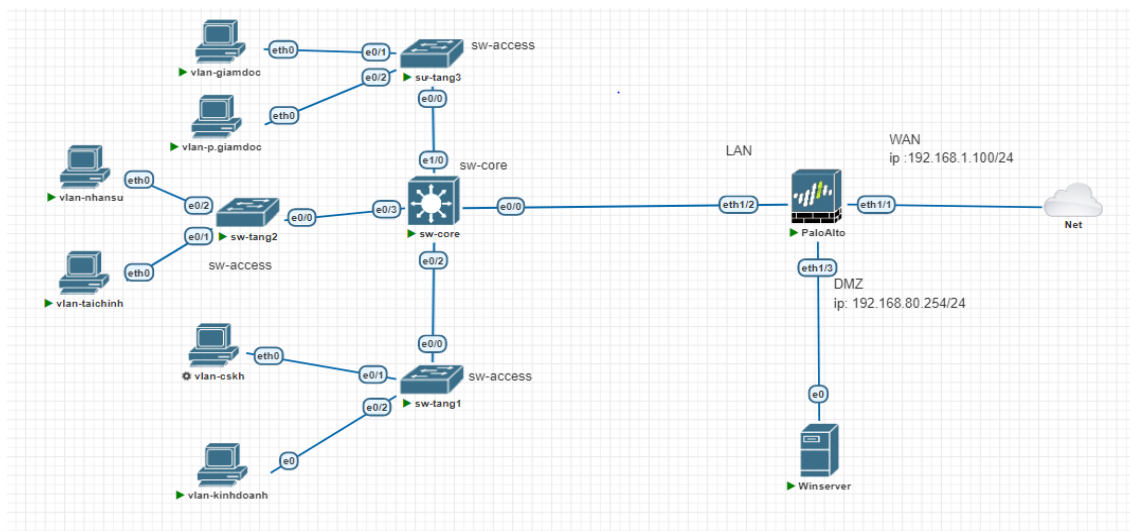 sw-access
eth0
e0/1
vlan-giamdoc
sư-tang3
e0/2
e0/0
eth0
vlan-p.giamdoc
LAN
WAN
ip :192.168.1.100/24
e1/0
sw-core
eth0
vlan-nhansu
e0/2
e0/0
e0/3
e0/0
eth1/2
eth1/1
Net
sw-core
PaloAlto
sw-tang2
e0/1
e0/2
sw-access
eth0
vlan-taichinh
eth1/3
DMZ
ip: 192.168.80.254/24
e0/0
eth0
vlan-cskh
e0/1
sw-access
sw-tang1
e0/2
e0
e0
vlan-kinhdoanh
Winserver